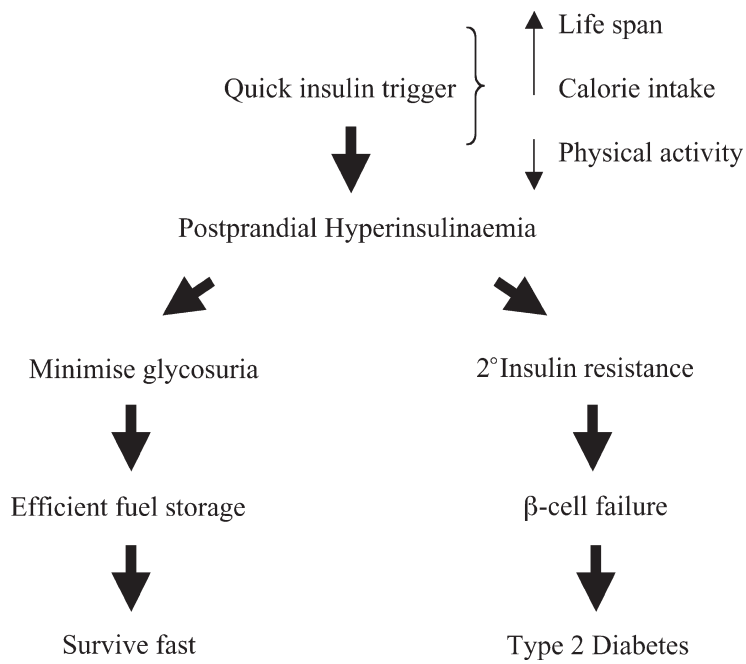 Life span
Quick insulin trigger
Calorie intake
Physical activity
Postprandial Hyperinsulinaemia
Minimise glycosuria
2°Insulin resistance
Efficient fuel storage
β-cell failure
Survive fast
Type 2 Diabetes